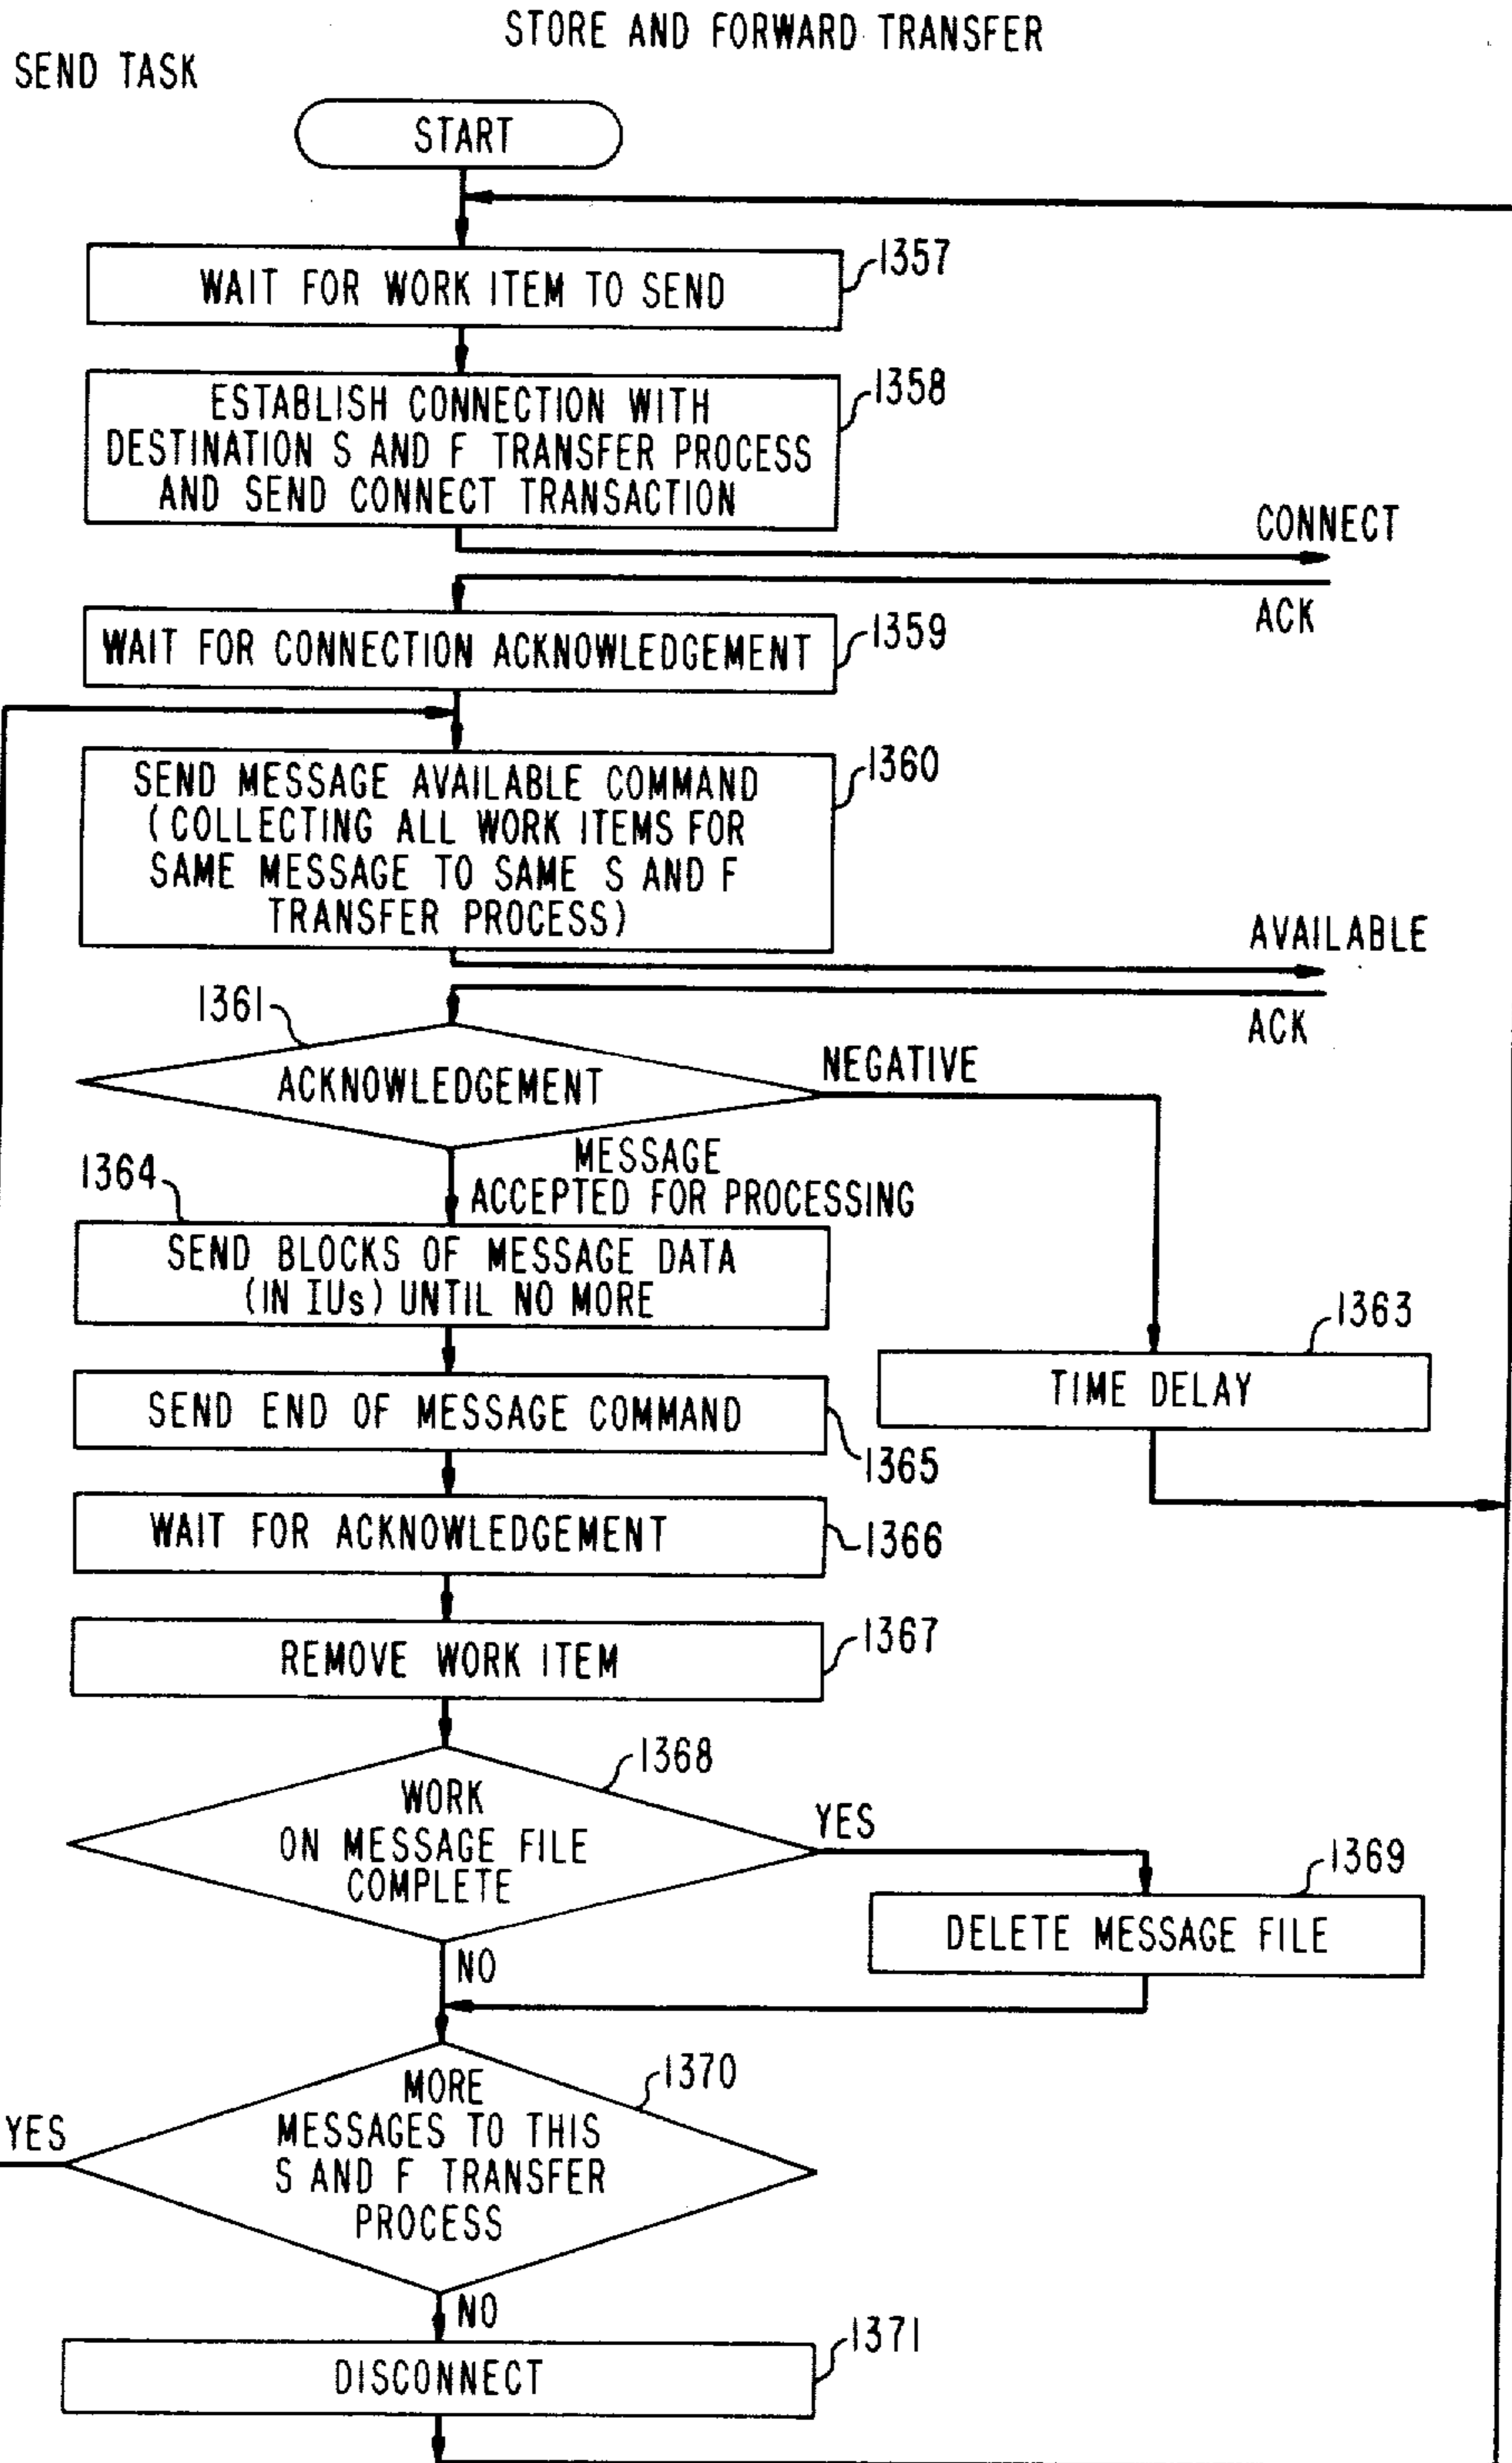 STORE AND FORWARD TRANSFER
SEND TASK
START
1357
WAIT FOR WORK ITEM TO SEND
1358
ESTABLISH CONNECTION WITH
DESTINATION S AND F TRANSFER PROCESS
AND SEND CONNECT TRANSACTION
CONNECT
ACK
1359
WAIT FOR CONNECTION ACKNOWLEDGEMENT
1360
SEND MESSAGE AVAILABLE COMMAND
(COLLECTING ALL WORK ITEMS FOR
SAME MESSAGE TO SAME S AND F
TRANSFER PROCESS)
AVAILABLE
ACK
1361
ACKNOWLEDGEMENT
NEGATIVE
MESSAGE
ACCEPTED FOR PROCESSING
1364
SEND BLOCKS OF MESSAGE DATA
(IN IUs) UNTIL NO MORE
1363
TIME DELAY
SEND END OF MESSAGE COMMAND
1365
WAIT FOR ACKNOWLEDGEMENT
1366
REMOVE WORK ITEM
1367
1368
WORK
ON MESSAGE FILE
COMPLETE
YES
1369
DELETE MESSAGE FILE
NO
1370
MORE
MESSAGES TO THIS
S AND F TRANSFER
PROCESS
YES
NO
1371
DISCONNECT